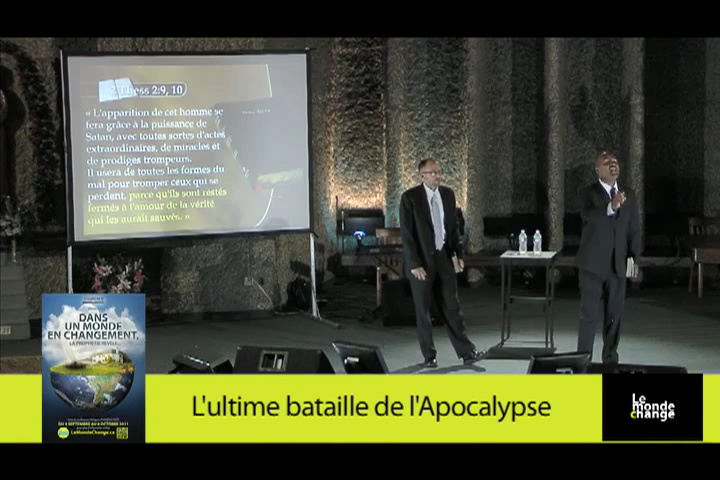 2 Thess 2:9, 10
« L'apparition de cet homme se
fera grâce à la puissance de
Satan, avec toutes sortes d'actes
extraordinaires, de miracles et
de prodiges trompeurs.
Il usera de toutes les formes du
mal pour tromper ceux qui se
perdent, parce qu'ils sont restés
fermés à l'amour de la vérité
qui les aurait sauvés. »
DANS
UN MONDE
EN CHANGEMENT,
LA PROPHÉTIE RÉVÈLE...
LeMondeChange.ca
L'ultime bataille de l'Apocalypse
Le
monde
change